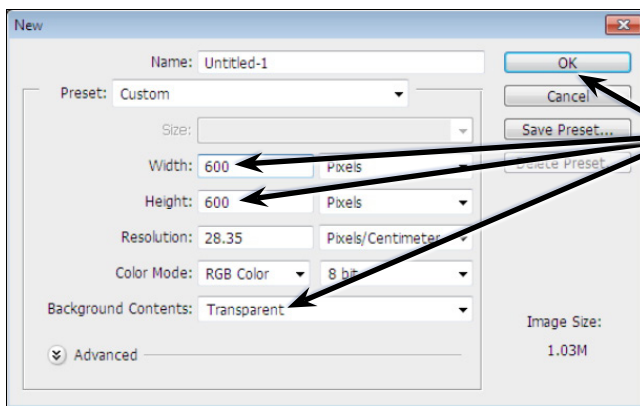 New
Name: Untitled-1
OK
Preset: Custom
Cancel
Size:
Save Preset...
Width: 600 Pixels
Delete Preset...
Height: 600 Pixels
Resolution: 28.35 Pixels/Centimeter
Color Mode: RGB Color 8 bit
Background Contents: Transparent
Image Size:
1.03M
Advanced